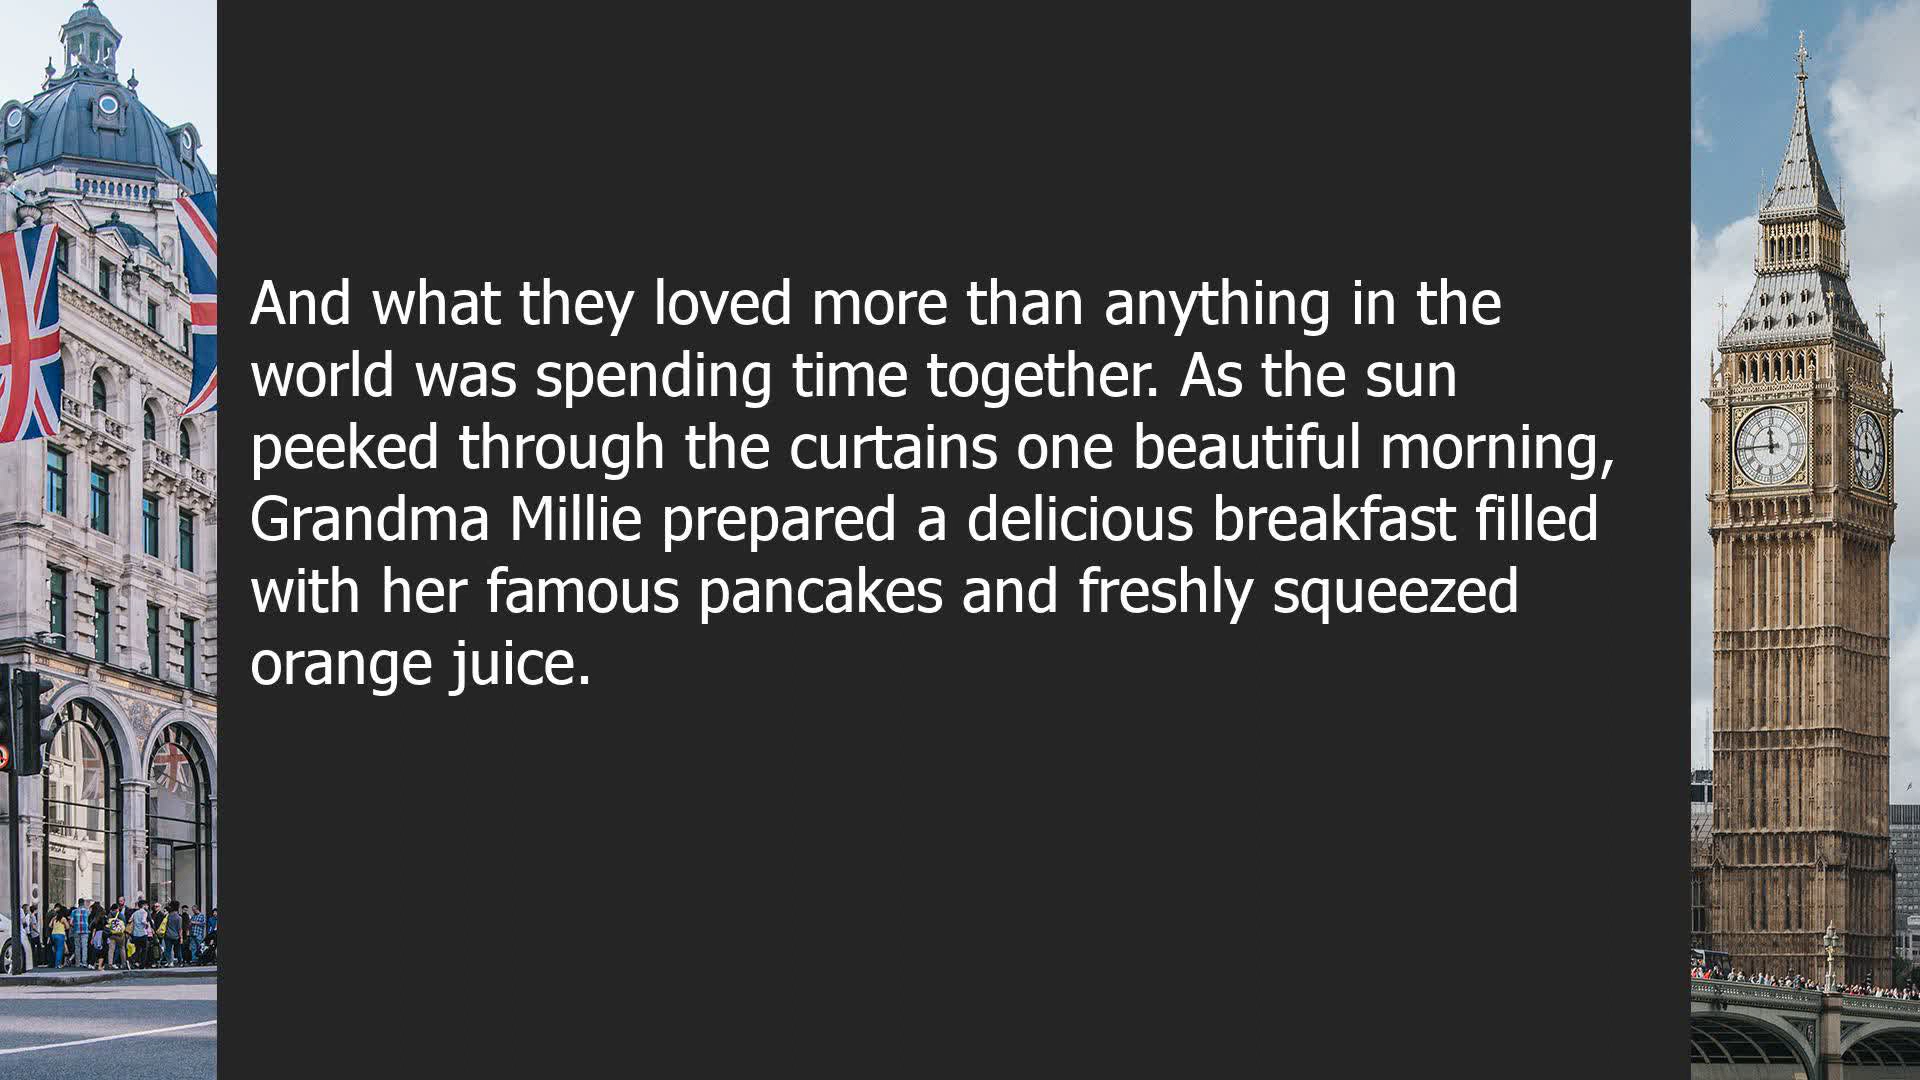 And what they loved more than anything in the
world was spending time together. As the sun
peeked through the curtains one beautiful morning,
Grandma Millie prepared a delicious breakfast filled
with her famous pancakes and freshly squeezed
orange juice.